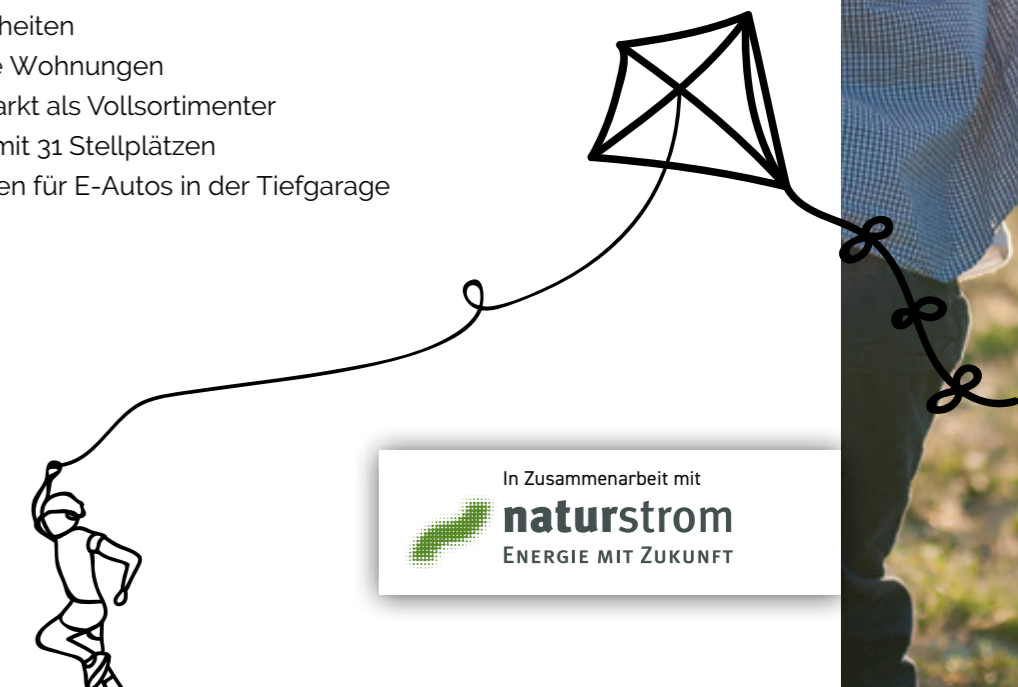 heiten
e Wohnungen
arkt als Vollsortimenter
mit 31 Stellplätzen
en für E-Autos in der Tiefgarage
In Zusammenarbeit mit
naturstrom
ENERGIE MIT ZUKUNFT